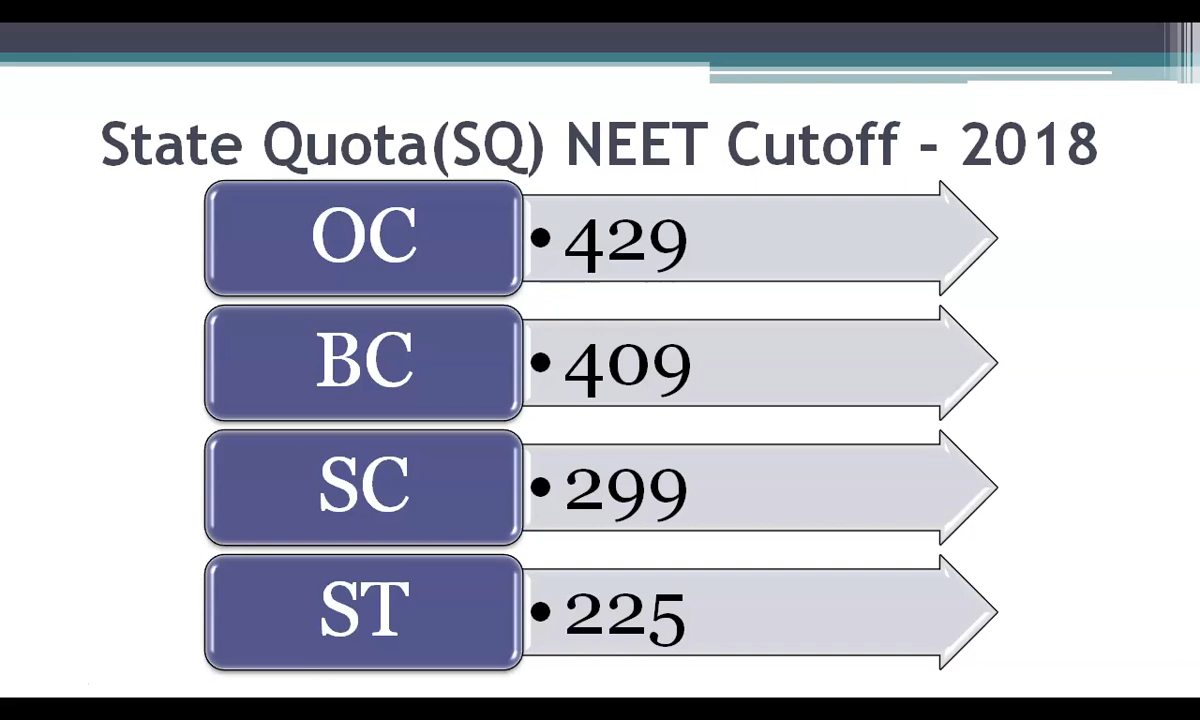 State Quota(SQ) NEET Cutoff - 2018
OC
• 429
BC
• 409
SC
• 299
ST
• 225